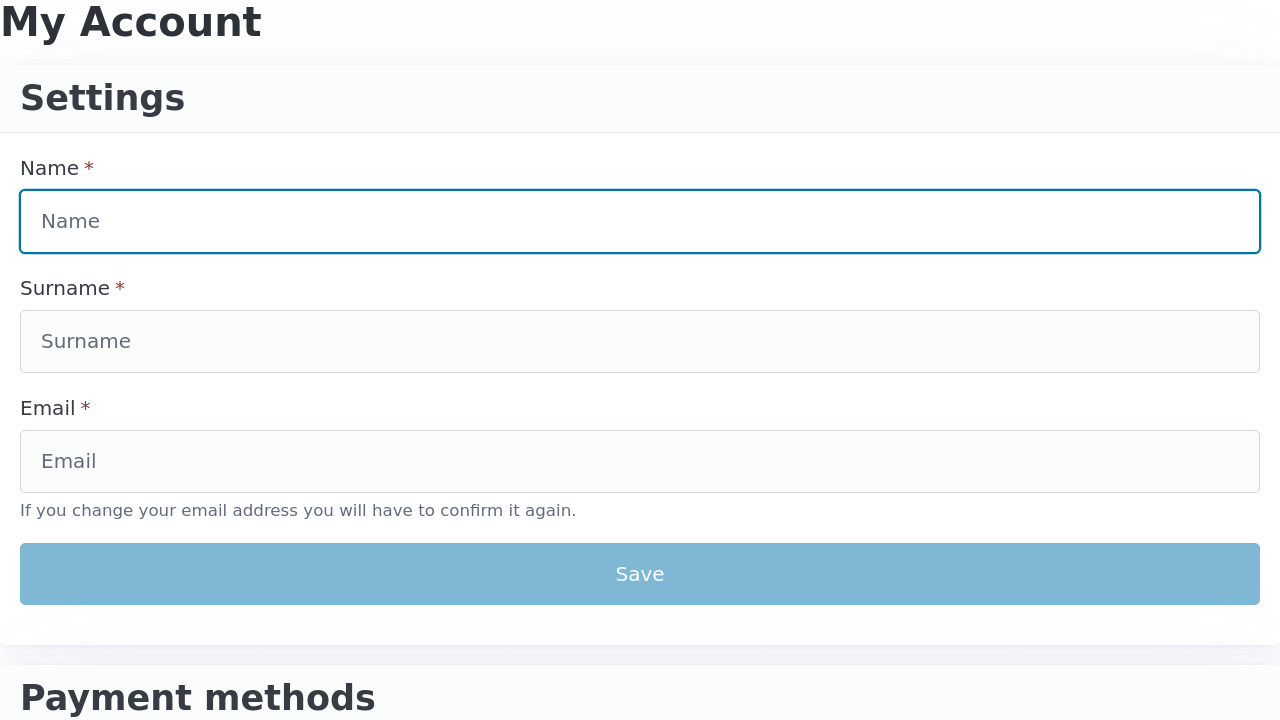 My Account
Settings
Name *
Name
Surname *
Surname
Email *
Email
If you change your email address you will have to confirm it again.
Save
Payment methods